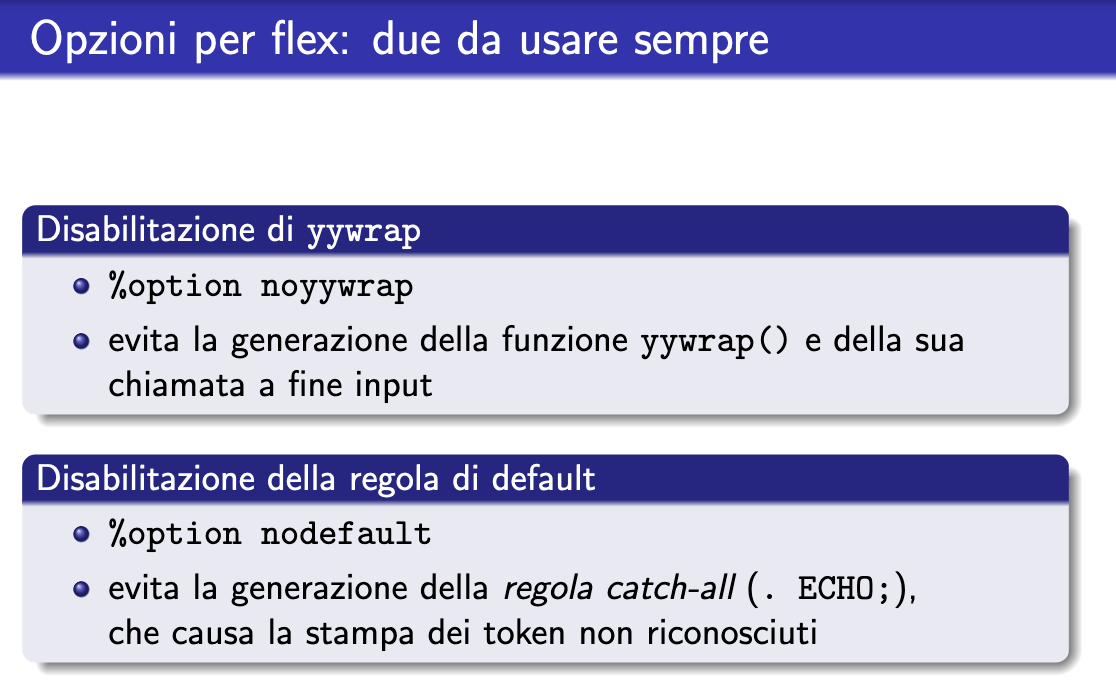 Opzioni per flex: due da usare sempre
Disabilitazione di yywrap
%option noyywrap
evita la generazione della funzione yywrap() e della sua
chiamata a fine input
Disabilitazione della regola di default
%option nodefault
evita la generazione della regola catch-all (. ECHO;),
che causa la stampa dei token non riconosciuti